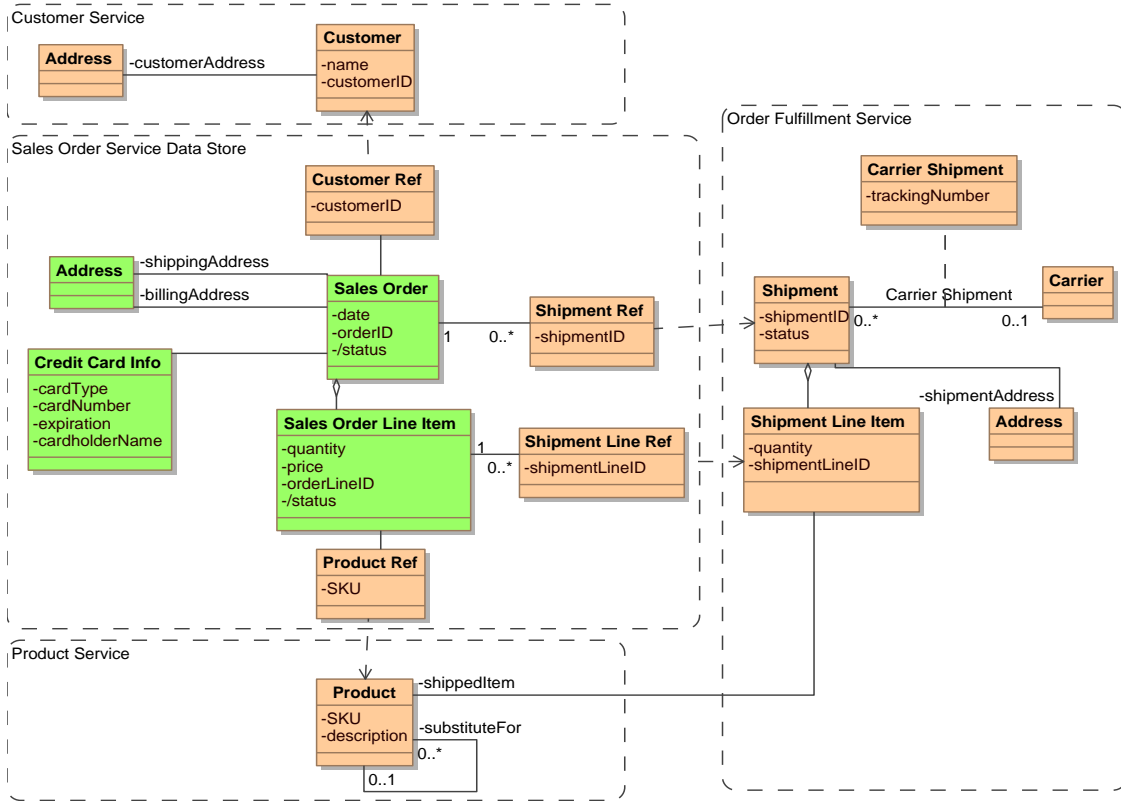 Customer Service
Address
-customerAddress
Customer
-name
-customerID
Sales Order Service Data Store
Customer Ref
-customerID
Address
-shippingAddress
-billingAddress
Sales Order
-date
-orderID
-/status
1
0..*
Shipment Ref
-shipmentID
Credit Card Info
-cardType
-cardNumber
-expiration
-cardholderName
Sales Order Line Item
-quantity
-price
-orderLineID
-/status
1
0..*
Shipment Line Ref
-shipmentLineID
Product Ref
-SKU
Order Fulfillment Service
Carrier Shipment
-trackingNumber
Shipment
-shipmentID
-status
Carrier Shipment
0..*
0..1
Carrier
-shipmentAddress
Address
Shipment Line Item
-quantity
-shipmentLineID
Product Service
Product
-SKU
-description
-shippedItem
-substituteFor
0..*
0..1